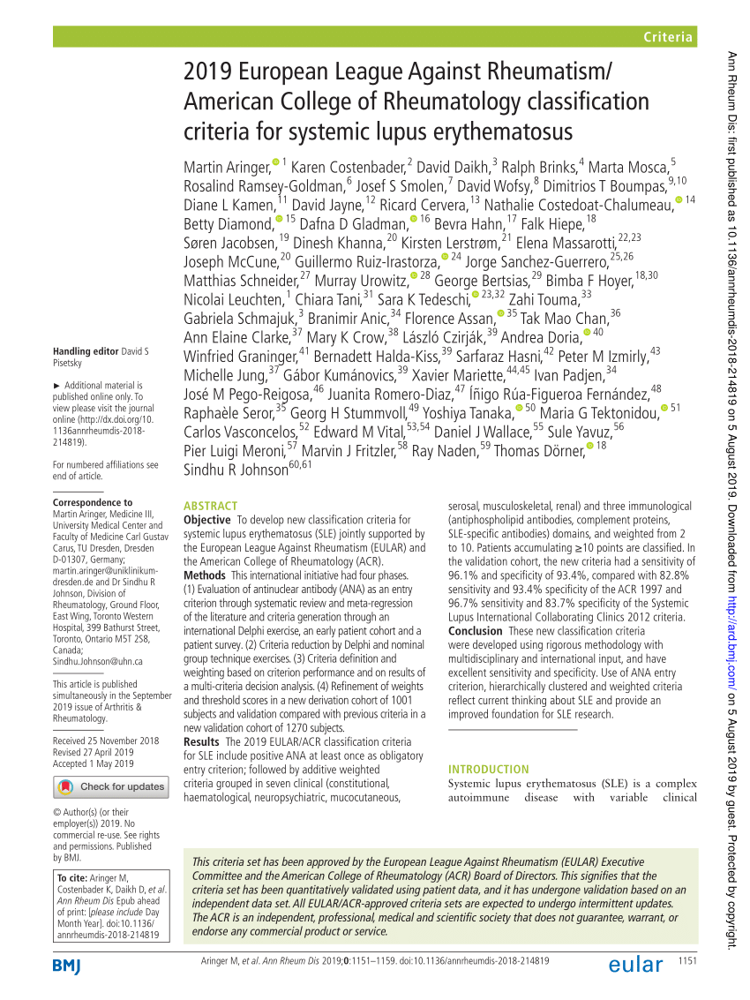 Criteria
2019 European League Against Rheumatism/
American College of Rheumatology classification
criteria for systemic lupus erythematosus
Martin Aringer, 1 Karen Costenbader,2 David Daikh,3 Ralph Brinks,4 Marta Mosca,5
Rosalind Ramsey-Goldman,6 Josef S Smolen,7 David Wofsy,8 Dimitrios T Boumpas,9,10
Diane L Kamen,11 David Jayne,12 Ricard Cervera,13 Nathalie Costedoat-Chalumeau, 14
Betty Diamond, 15 Dafna D Gladman, 16 Bevra Hahn,17 Falk Hiepe,18
Søren Jacobsen,19 Dinesh Khanna,20 Kirsten Lerstrøm,21 Elena Massarotti,22,23
Joseph McCune,20 Guillermo Ruiz-Irastorza, 24 Jorge Sanchez-Guerrero,25,26
Matthias Schneider,27 Murray Urowitz, 28 George Bertsias,29 Bimba F Hoyer,18,30
Nicolai Leuchten,1 Chiara Tani,31 Sara K Tedeschi, 23,32 Zahi Touma,33
Gabriela Schmajuk,3 Branimir Anic,34 Florence Assan, 35 Tak Mao Chan,36
Ann Elaine Clarke,37 Mary K Crow,38 László Czirják,39 Andrea Doria, 40
Winfried Graninger,41 Bernadett Halda-Kiss,39 Sarfaraz Hasni,42 Peter M Izmirly,43
Michelle Jung,37 Gábor Kumánovics,39 Xavier Mariette,44,45 Ivan Padjen,34
José M Pego-Reigosa,46 Juanita Romero-Diaz,47 Íñigo Rúa-Figueroa Fernández,48
Raphaèle Seror,35 Georg H Stummvoll,49 Yoshiya Tanaka, 50 Maria G Tektonidou, 51
Carlos Vasconcelos,52 Edward M Vital,53,54 Daniel J Wallace,55 Sule Yavuz,56
Pier Luigi Meroni,57 Marvin J Fritzler,58 Ray Naden,59 Thomas Dörner, 18
Sindhu R Johnson60,61
Handling editor David S
Pisetsky
► Additional material is
published online only. To
view please visit the journal
online (http://dx.doi.org/10.
1136annrheumdis-2018-
214819).
For numbered affiliations see
end of article.
Correspondence to
Martin Aringer, Medicine III,
University Medical Center and
Faculty of Medicine Carl Gustav
Carus, TU Dresden, Dresden
D-01307, Germany;
martin.aringer@uniklinikum-
dresden.de and Dr Sindhu R
Johnson, Division of
Rheumatology, Ground Floor,
East Wing, Toronto Western
Hospital, 399 Bathurst Street,
Toronto, Ontario M5T 2S8,
Canada;
Sindhu.Johnson@uhn.ca
This article is published
simultaneously in the September
2019 issue of Arthritis &
Rheumatology.
Received 25 November 2018
Revised 27 April 2019
Accepted 1 May 2019
Check for updates
© Author(s) (or their
employer(s)) 2019. No
commercial re-use. See rights
and permissions. Published
by BMJ.
To cite: Aringer M,
Costenbader K, Daikh D, et al.
Ann Rheum Dis Epub ahead
of print: [please include Day
Month Year]. doi:10.1136/
annrheumdis-2018-214819
ABSTRACT
Objective To develop new classification criteria for
systemic lupus erythematosus (SLE) jointly supported by
the European League Against Rheumatism (EULAR) and
the American College of Rheumatology (ACR).
Methods This international initiative had four phases.
(1) Evaluation of antinuclear antibody (ANA) as an entry
criterion through systematic review and meta-regression
of the literature and criteria generation through an
international Delphi exercise, an early patient cohort and a
patient survey. (2) Criteria reduction by Delphi and nominal
group technique exercises. (3) Criteria definition and
weighting based on criterion performance and on results of
a multi-criteria decision analysis. (4) Refinement of weights
and threshold scores in a new derivation cohort of 1001
subjects and validation compared with previous criteria in a
new validation cohort of 1270 subjects.
Results The 2019 EULAR/ACR classification criteria
for SLE include positive ANA at least once as obligatory
entry criterion; followed by additive weighted
criteria grouped in seven clinical (constitutional,
haematological, neuropsychiatric, mucocutaneous,
serosal, musculoskeletal, renal) and three immunological
(antiphospholipid antibodies, complement proteins,
SLE-specific antibodies) domains, and weighted from 2
to 10. Patients accumulating ≥10 points are classified. In
the validation cohort, the new criteria had a sensitivity of
96.1% and specificity of 93.4%, compared with 82.8%
sensitivity and 93.4% specificity of the ACR 1997 and
96.7% sensitivity and 83.7% specificity of the Systemic
Lupus International Collaborating Clinics 2012 criteria.
Conclusion These new classification criteria
were developed using rigorous methodology with
multidisciplinary and international input, and have
excellent sensitivity and specificity. Use of ANA entry
criterion, hierarchically clustered and weighted criteria
reflect current thinking about SLE and provide an
improved foundation for SLE research.
INTRODUCTION
Systemic lupus erythematosus (SLE) is a complex
autoimmune disease with variable clinical
This criteria set has been approved by the European League Against Rheumatism (EULAR) Executive
Committee and the American College of Rheumatology (ACR) Board of Directors. This signifies that the
criteria set has been quantitatively validated using patient data, and it has undergone validation based on an
independent data set. All EULAR/ACR-approved criteria sets are expected to undergo intermittent updates.
The ACR is an independent, professional, medical and scientific society that does not guarantee, warrant, or
endorse any commercial product or service.
BMJ
Aringer M, et al. Ann Rheum Dis 2019;0:1151–1159. doi:10.1136/annrheumdis-2018-214819
eular
1151
Ann Rheum Dis: first published as 10.1136/annrheumdis-2018-214819 on 5 August 2019. Downloaded from http://ard.bmj.com/ on 5 August 2019 by guest. Protected by copyright.